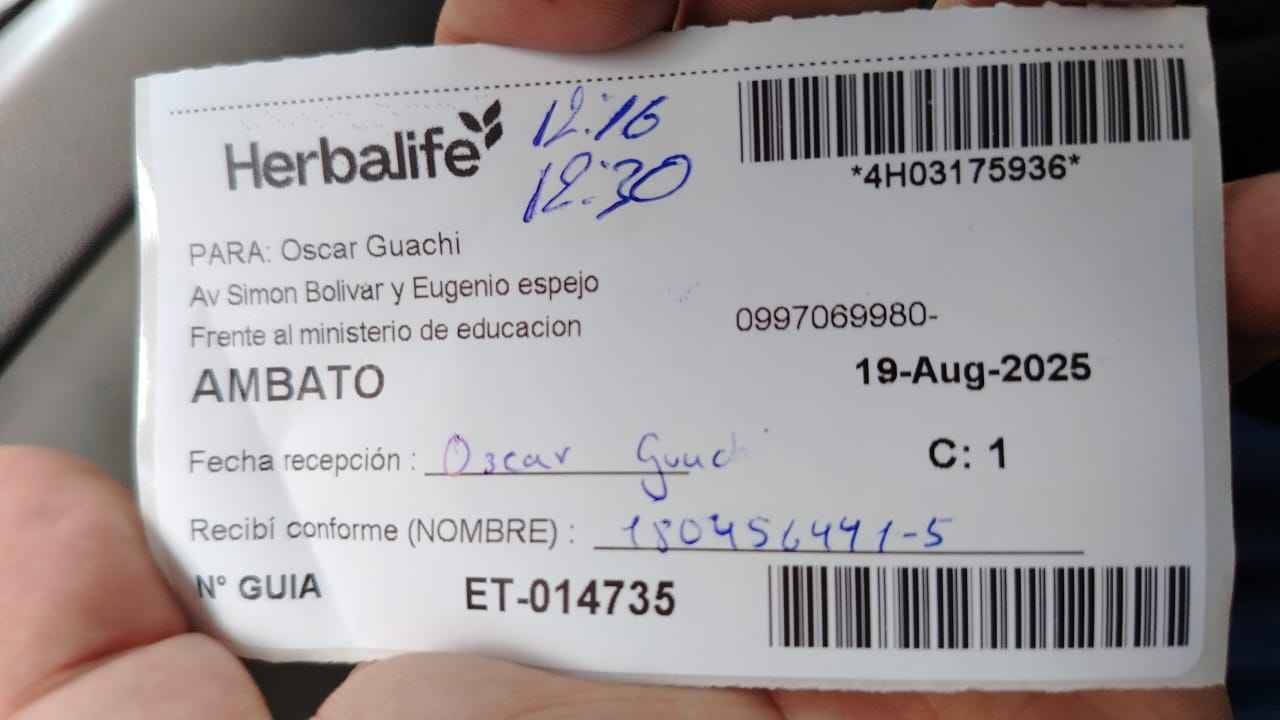 Herbalife
12:16
12:30
*4H03175936*
PARA: Oscar Guachi
Av Simon Bolivar y Eugenio espejo
Frente al ministerio de educacion
0997069980-
AMBATO
19-Aug-2025
Fecha recepción : Oscar Guachi
C: 1
Recibí conforme (NOMBRE) : 180456441-5
N° GUIA ET-014735